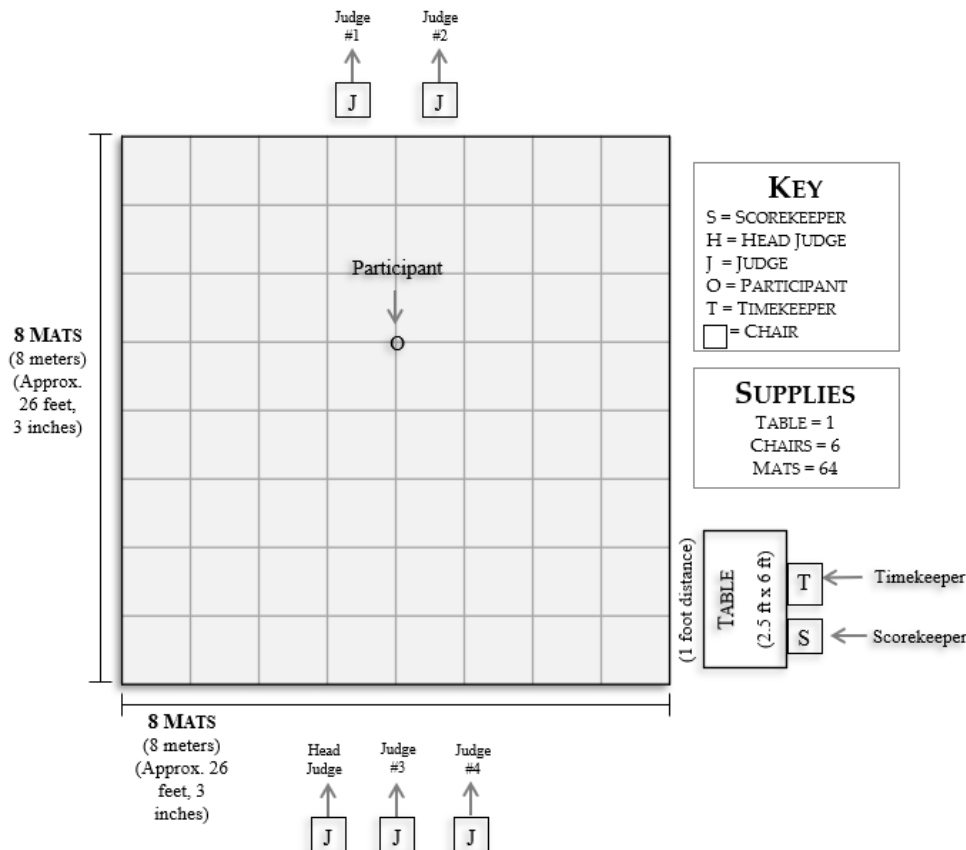 Judge
#1
Judge
#2
J
J
KEY
S = SCOREKEEPER
H = HEAD JUDGE
J = JUDGE
O = PARTICIPANT
T = TIMEKEEPER
= CHAIR
Participant
O
8 MATS
(8 meters)
(Approx.
26 feet,
3 inches)
SUPPLIES
TABLE = 1
CHAIRS = 6
MATS = 64
(1 foot distance)
TABLE
(2.5 ft x 6 ft)
T
Timekeeper
S
Scorekeeper
8 MATS
(8 meters)
(Approx. 26
feet, 3
inches)
Head
Judge
Judge
#3
Judge
#4
J
J
J